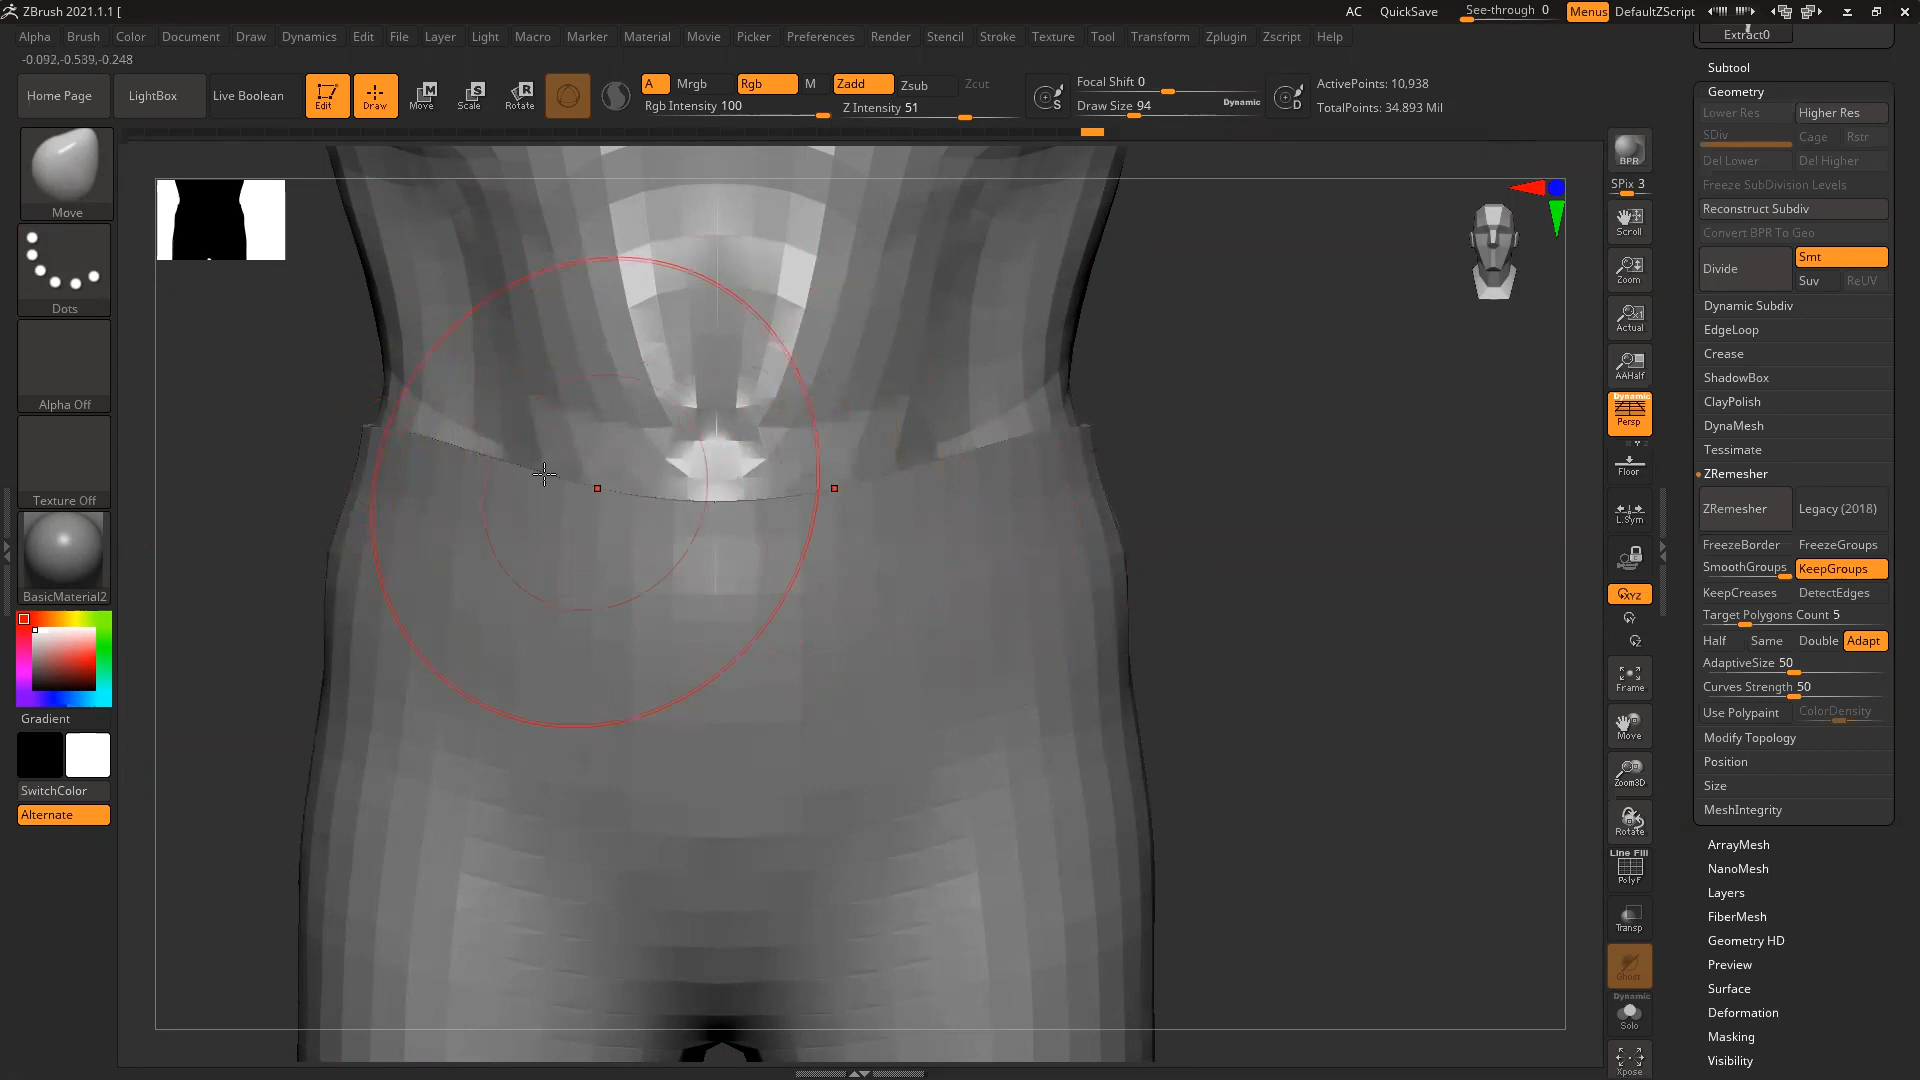 ZBrush 2021.1.1 [
AC QuickSave See-through 0 Menus DefaultZScript
Alpha Brush Color Document Draw Dynamics Edit File Layer Light Macro Marker Material Movie Picker Preferences Render Stencil Stroke Texture Tool Transform Zplugin Zscript Help
-0.092,-0.539,-0.248
Home Page LightBox Live Boolean Edit Draw Move Scale Rotate
A Mrgb Rgb M Zadd Zsub Zcut
Rgb Intensity 100 Z Intensity 51
Focal Shift 0
Draw Size 94 Dynamic
ActivePoints: 10,938
TotalPoints: 34.893 Mil
M S R S D
Move
Dots
Alpha Off
Texture Off
BasicMaterial2
Gradient
SwitchColor
Alternate
BPR
SPix 3
Scroll
Zoom
Actual
AAHalf
Dynamic
Persp
Floor
L.Sym
XYZ
Y
Z
Frame
Move
Zoom3D
Rotate
Line Fill
PolyF
Transp
Ghost
Dynamic
Solo
Xpose
Extract0
Subtool
Geometry
Lower Res Higher Res
SDiv Cage Rstr
Del Lower Del Higher
Freeze SubDivision Levels
Reconstruct Subdiv
Convert BPR To Geo
Divide Smt
Suv ReUV
Dynamic Subdiv
EdgeLoop
Crease
ShadowBox
ClayPolish
DynaMesh
Tessimate
ZRemesher
ZRemesher Legacy (2018)
FreezeBorder FreezeGroups
SmoothGroups KeepGroups
KeepCreases DetectEdges
Target Polygons Count 5
Half Same Double Adapt
AdaptiveSize 50
Curves Strength 50
Use Polypaint ColorDensity
Modify Topology
Position
Size
MeshIntegrity
ArrayMesh
NanoMesh
Layers
FiberMesh
Geometry HD
Preview
Surface
Deformation
Masking
Visibility